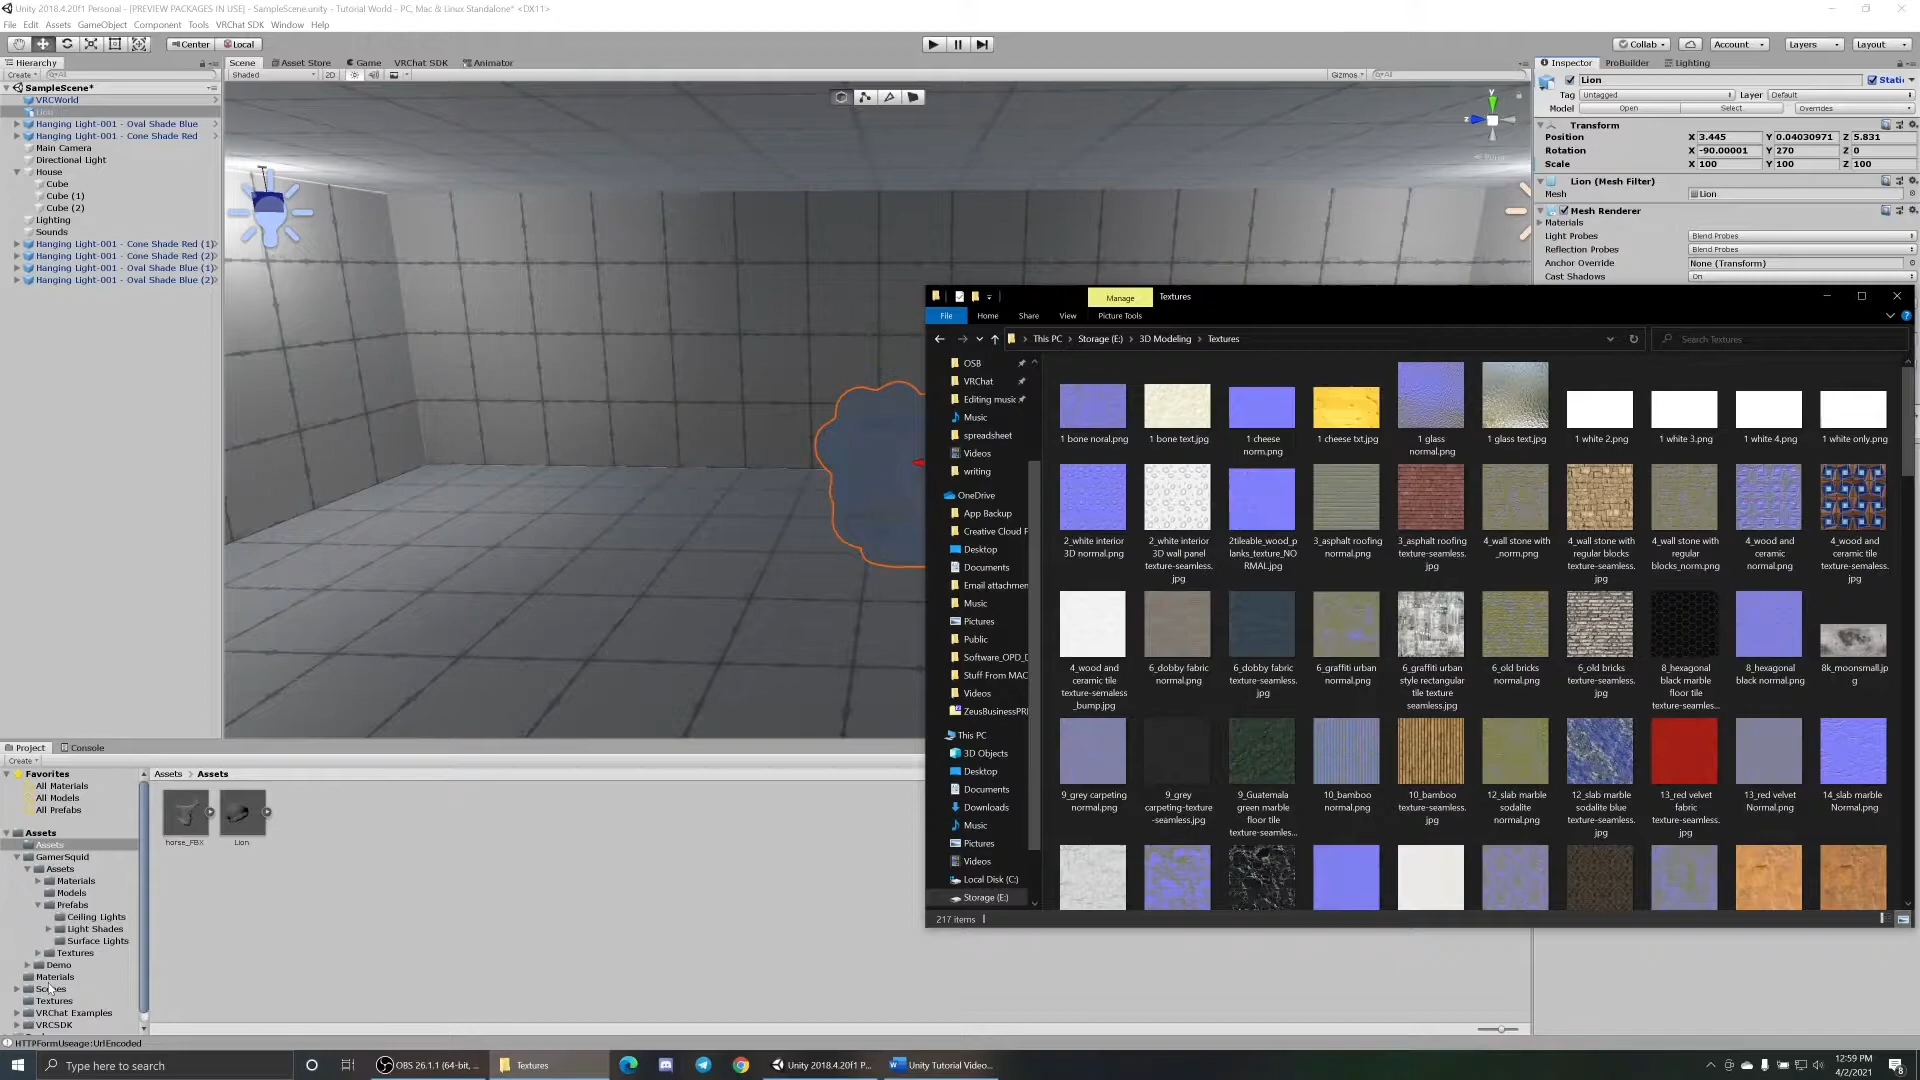 Unity 2018.4.20f1 Personal - [PREVIEW PACKAGES IN USE] - SampleScene.unity - Tutorial World - PC, Mac & Linux Standalone* <DX11>
File Edit Assets GameObject Component Tools VRChat SDK Window Help
Center Local
Collab Account Layers Layout
Hierarchy
Create All
SampleScene*
VRCWorld
Lion
Hanging Light-001 - Oval Shade Blue
Hanging Light-001 - Cone Shade Red
Main Camera
Directional Light
House
Cube
Cube (1)
Cube (2)
Lighting
Sounds
Hanging Light-001 - Cone Shade Red (1)
Hanging Light-001 - Cone Shade Red (2)
Hanging Light-001 - Oval Shade Blue (1)
Hanging Light-001 - Oval Shade Blue (2)
Scene Asset Store Game VRChat SDK Animator
Shaded 2D Gizmos All
y
z
Inspector ProBuilder Lighting
Lion Stati
Tag Untagged Layer Default
Model Open Select Overrides
Transform
Position X 3.445 Y 0.04030971 Z 5.831
Rotation X -90.00001 Y 270 Z 0
Scale X 100 Y 100 Z 100
Lion (Mesh Filter)
Mesh Lion
Mesh Renderer
Materials
Light Probes Blend Probes
Reflection Probes Blend Probes
Anchor Override None (Transform)
Cast Shadows On
Manage Textures
File Home Share View Picture Tools
This PC > Storage (E:) > 3D Modeling > Textures
Search Textures
OSB
VRChat
Editing music
Music
spreadsheet
Videos
writing
OneDrive
App Backup
Creative Cloud F
Desktop
Documents
Email attachmen
Music
Pictures
Public
Software_OPD_D
Stuff From MAC
Videos
ZeusBusinessPRI
This PC
3D Objects
Desktop
Documents
Downloads
Music
Pictures
Videos
Local Disk (C:)
Storage (E:)
1 bone noral.png
1 bone text.jpg
1 cheese
norm.png
1 cheese txt.jpg
1 glass
normal.png
1 glass text.jpg
1 white 2.png
1 white 3.png
1 white 4.png
1 white only.png
2_white interior
3D normal.png
2_white interior
3D wall panel
texture-seamless.
jpg
2tileable_wood_p
lanks_texture_NO
RMAL.jpg
3_asphalt roofing
normal.png
3_asphalt roofing
texture-seamless.
jpg
4_wall stone with
_norm.png
4_wall stone with
regular blocks
texture-seamless.
jpg
4_wall stone with
regular
blocks_norm.png
4_wood and
ceramic
normal.png
4_wood and
ceramic tile
texture-semaless.
jpg
4_wood and
ceramic tile
texture-semaless
_bump.jpg
6_dobby fabric
normal.png
6_dobby fabric
texture-seamless.
jpg
6_graffiti urban
normal.png
6_graffiti urban
style rectangular
tile texture
seamless.jpg
6_old bricks
normal.png
6_old bricks
texture-seamless.
jpg
8_hexagonal
black marble
floor tile
texture-seamles...
8_hexagonal
black normal.png
8k_moonsmall.jp
g
9_grey carpeting
normal.png
9_grey
carpeting-texture
-seamless.jpg
9_Guatemala
green marble
floor tile
texture-seamles...
10_bamboo
normal.png
10_bamboo
texture-seamless.
jpg
12_slab marble
sodalite
normal.png
12_slab marble
sodalite blue
texture-seamless.
jpg
13_red velvet
fabric
texture-seamless.
jpg
13_red velvet
Normal.png
14_slab marble
Normal.png
217 items
Project Console
Create
Favorites
All Materials
All Models
All Prefabs
Assets
Assets
GamerSquid
Assets
Materials
Models
Prefabs
Ceiling Lights
Light Shades
Surface Lights
Textures
Demo
Materials
Scenes
Textures
VRChat Examples
VRCSDK
Assets > Assets
horse_FBX
Lion
HTTPFormUseage:UrlEncoded
Type here to search
OBS 26.1.1 (64-bit, ...
Textures
Unity 2018.4.20f1 P...
Unity Tutorial Video...
12:59 PM
4/2/2021
8